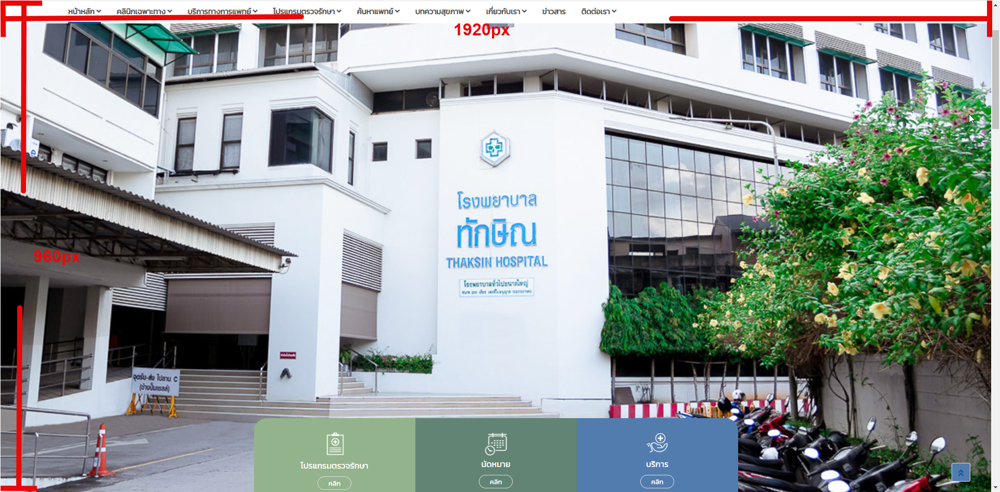 หน้าหลัก คลินิกเฉพาะทาง บริการทางการแพทย์ โปรแกรมตรวจรักษา ค้นหาแพทย์ บทความสุขภาพ เกี่ยวกับเรา ข่าวสาร ติดต่อเรา
1920px
โรงพยาบาล
ทักษิณ
960px
THAKSIN HOSPITAL
โรงพยาบาลทั่วไปขนาดใหญ่
จุดรับ-ส่ง ไปลาน C
(ข้างปั๊มเชลล์)
โปรแกรมตรวจรักษา นัดหมาย บริการ
คลิก คลิก คลิก